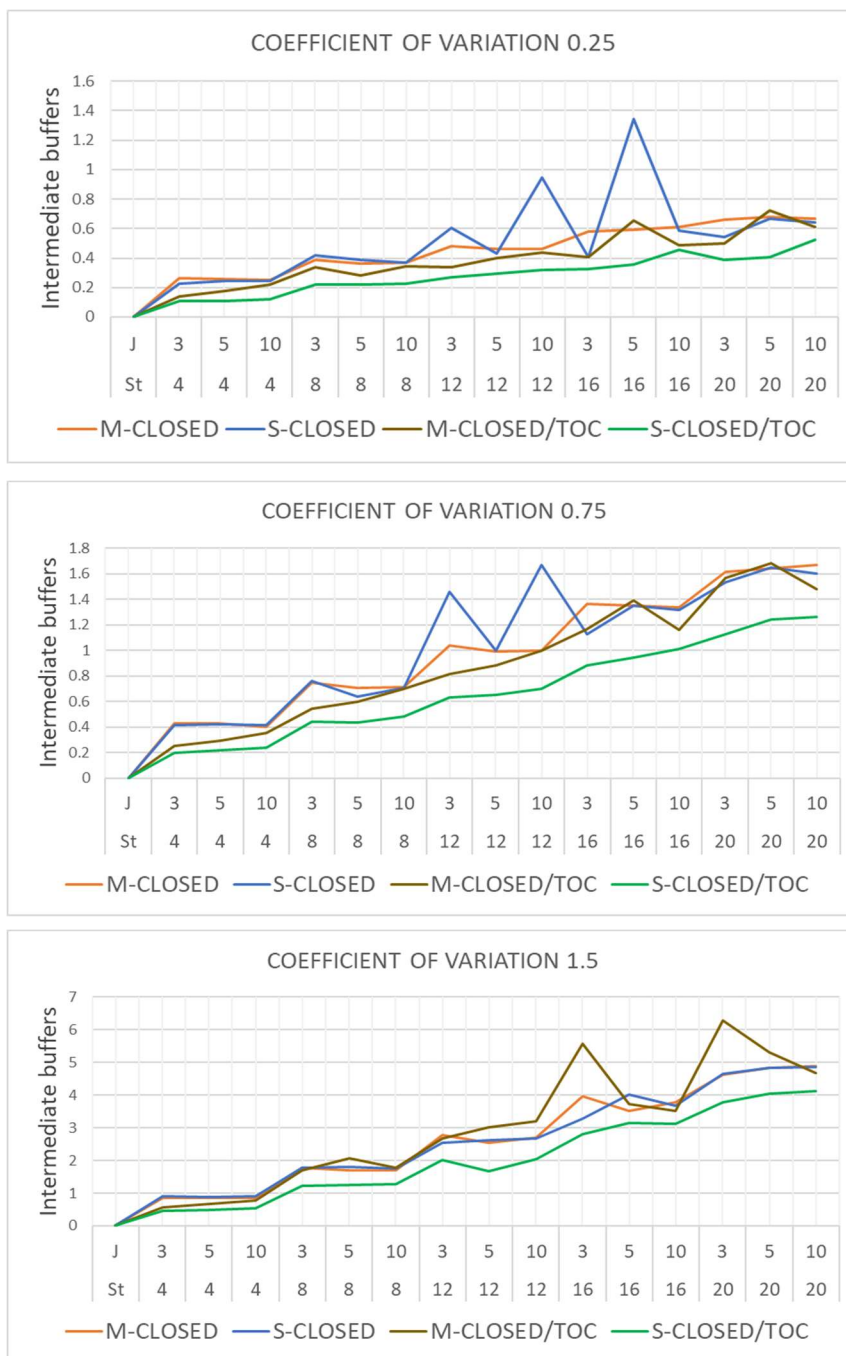 COEFFICIENT OF VARIATION 0.25
Intermediate buffers
1.6
1.4
1.2
1
0.8
0.6
0.4
0.2
0
J 3 5 10 3 5 10 3 5 10 3 5 10 3 5 10
St 4 4 4 8 8 8 12 12 12 16 16 16 20 20 20
M-CLOSED S-CLOSED M-CLOSED/TOC S-CLOSED/TOC
COEFFICIENT OF VARIATION 0.75
Intermediate buffers
1.8
1.6
1.4
1.2
1
0.8
0.6
0.4
0.2
0
J 3 5 10 3 5 10 3 5 10 3 5 10 3 5 10
St 4 4 4 8 8 8 12 12 12 16 16 16 20 20 20
M-CLOSED S-CLOSED M-CLOSED/TOC S-CLOSED/TOC
COEFFICIENT OF VARIATION 1.5
Intermediate buffers
7
6
5
4
3
2
1
0
J 3 5 10 3 5 10 3 5 10 3 5 10 3 5 10
St 4 4 4 8 8 8 12 12 12 16 16 16 20 20 20
M-CLOSED S-CLOSED M-CLOSED/TOC S-CLOSED/TOC